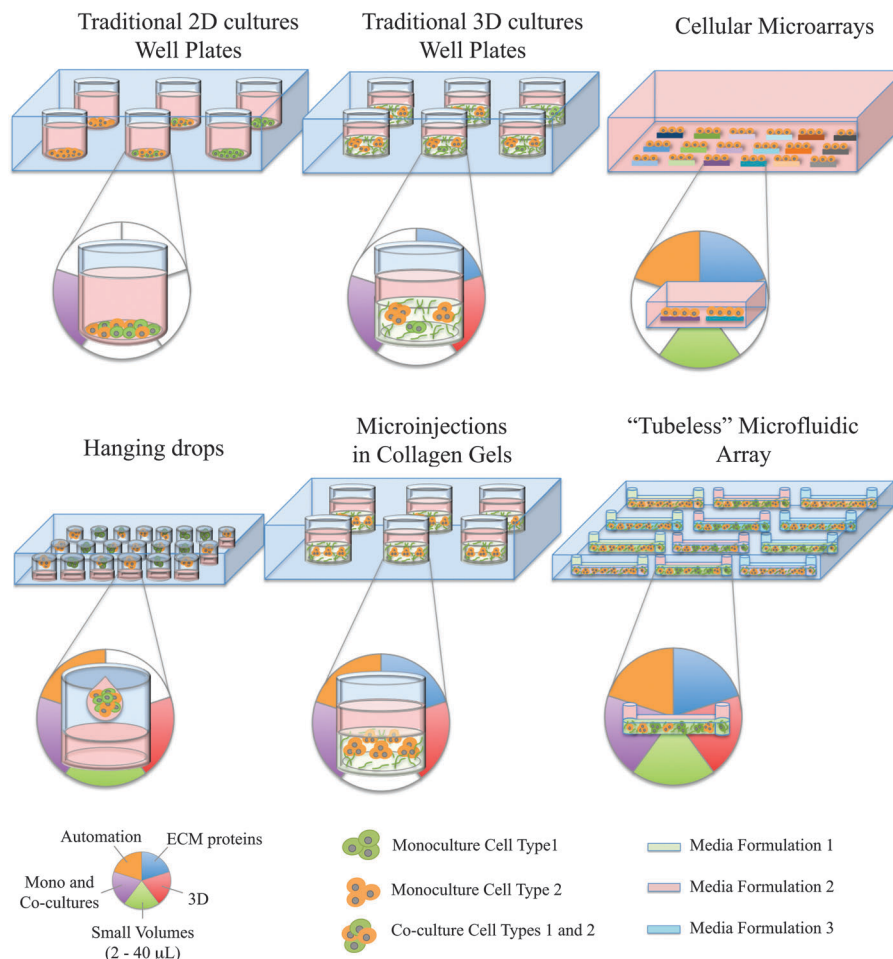 Traditional 2D cultures
Well Plates
Traditional 3D cultures
Well Plates
Cellular Microarrays
Hanging drops
Microinjections
in Collagen Gels
“Tubeless” Microfluidic
Array
Automation
ECM proteins
Mono and
Co-cultures
3D
Small Volumes
(2 - 40 μL)
Monoculture Cell Type1
Monoculture Cell Type 2
Co-culture Cell Types 1 and 2
Media Formulation 1
Media Formulation 2
Media Formulation 3